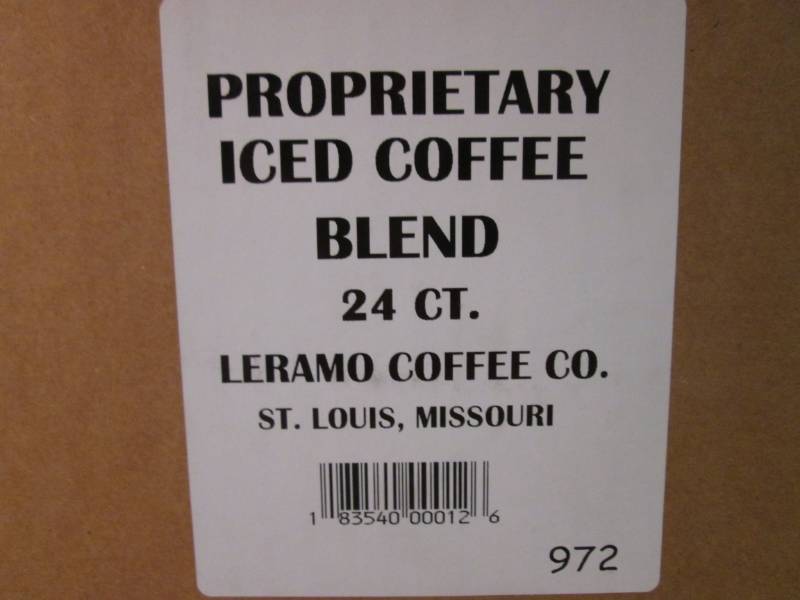 PROPRIETARY
ICED COFFEE
BLEND
24 CT.
LERAMO COFFEE CO.
ST. LOUIS, MISSOURI
1 83540 00012 6
972